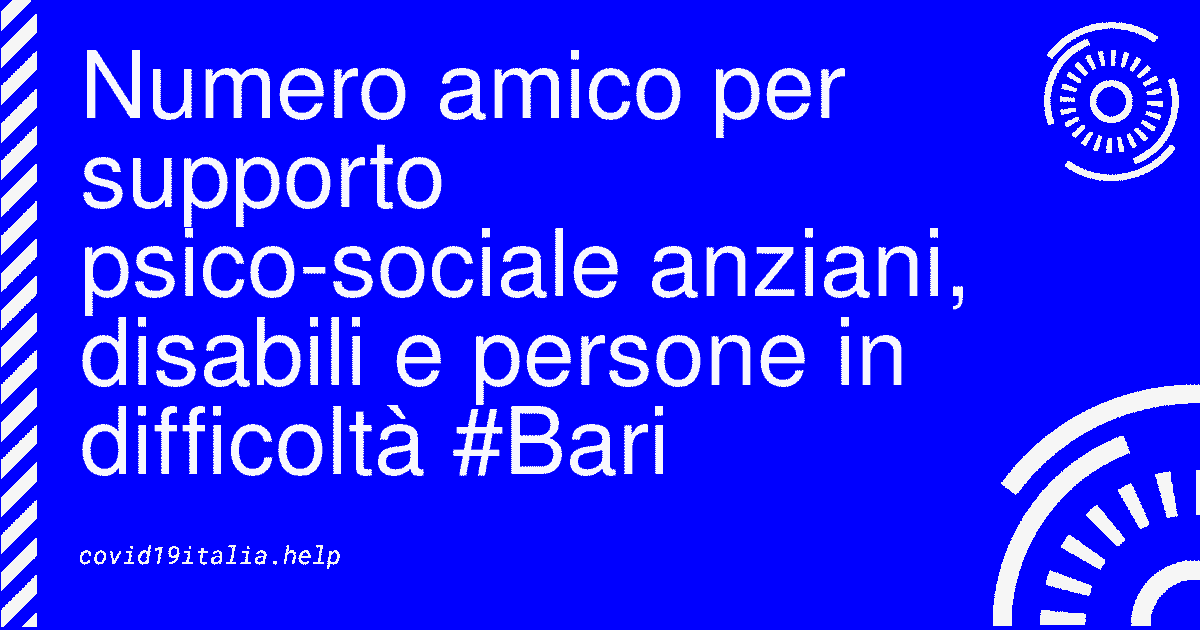 Numero amico per
supporto
psico-sociale anziani,
disabili e persone in
difficoltà #Bari
covid19italia.help